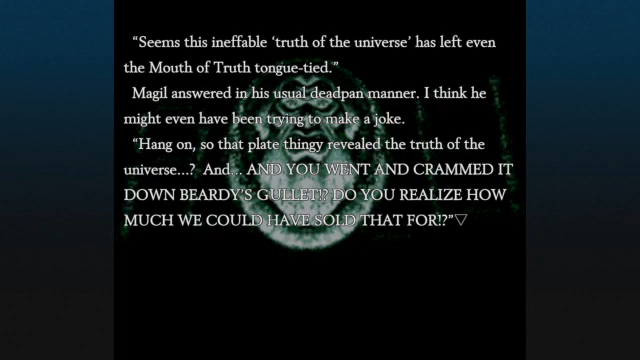 “Seems this ineffable ‘truth of the universe’ has left even
the Mouth of Truth tongue-tied.”
Magil answered in his usual deadpan manner. I think he
might even have been trying to make a joke.
“Hang on, so that plate thingy revealed the truth of the
universe...? And... AND YOU WENT AND CRAMMED IT
DOWN BEARDY’S GULLET!? DO YOU REALIZE HOW
MUCH WE COULD HAVE SOLD THAT FOR!?”▽